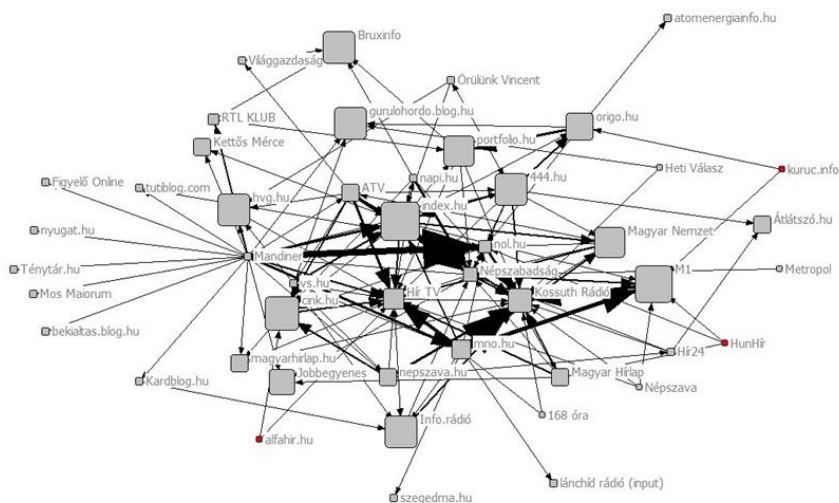 atomenergiainfo.hu
Bruxinfo
Világgazdaság
Örülünk Vincent
RTL KLUB
gurulohordo.blog.hu
origo.hu
Kettős Mérce
portfolio.hu
Heti Válasz
kuruc.info
Figyelő Online
tutiblog.com
ATV
napi.hu
444.hu
hvg.hu
index.hu
Átlátszó.hu
nyugat.hu
Magyar Nemzet
nol.hu
Mandiner
Ténytár.hu
Népszabadság
M1
Metropol
vs.hu
Mos Maiorum
Hír TV
Kossuth Rádió
cink.hu
bekialtas.blog.hu
HunHír
mno.hu
Hír24
magyarhirlap.hu
Kardblog.hu
Jobbegyenes
nepszava.hu
Magyar Hírlap
Népszava
168 óra
Info.rádió
alfahir.hu
lánchíd rádió (input)
szegedma.hu